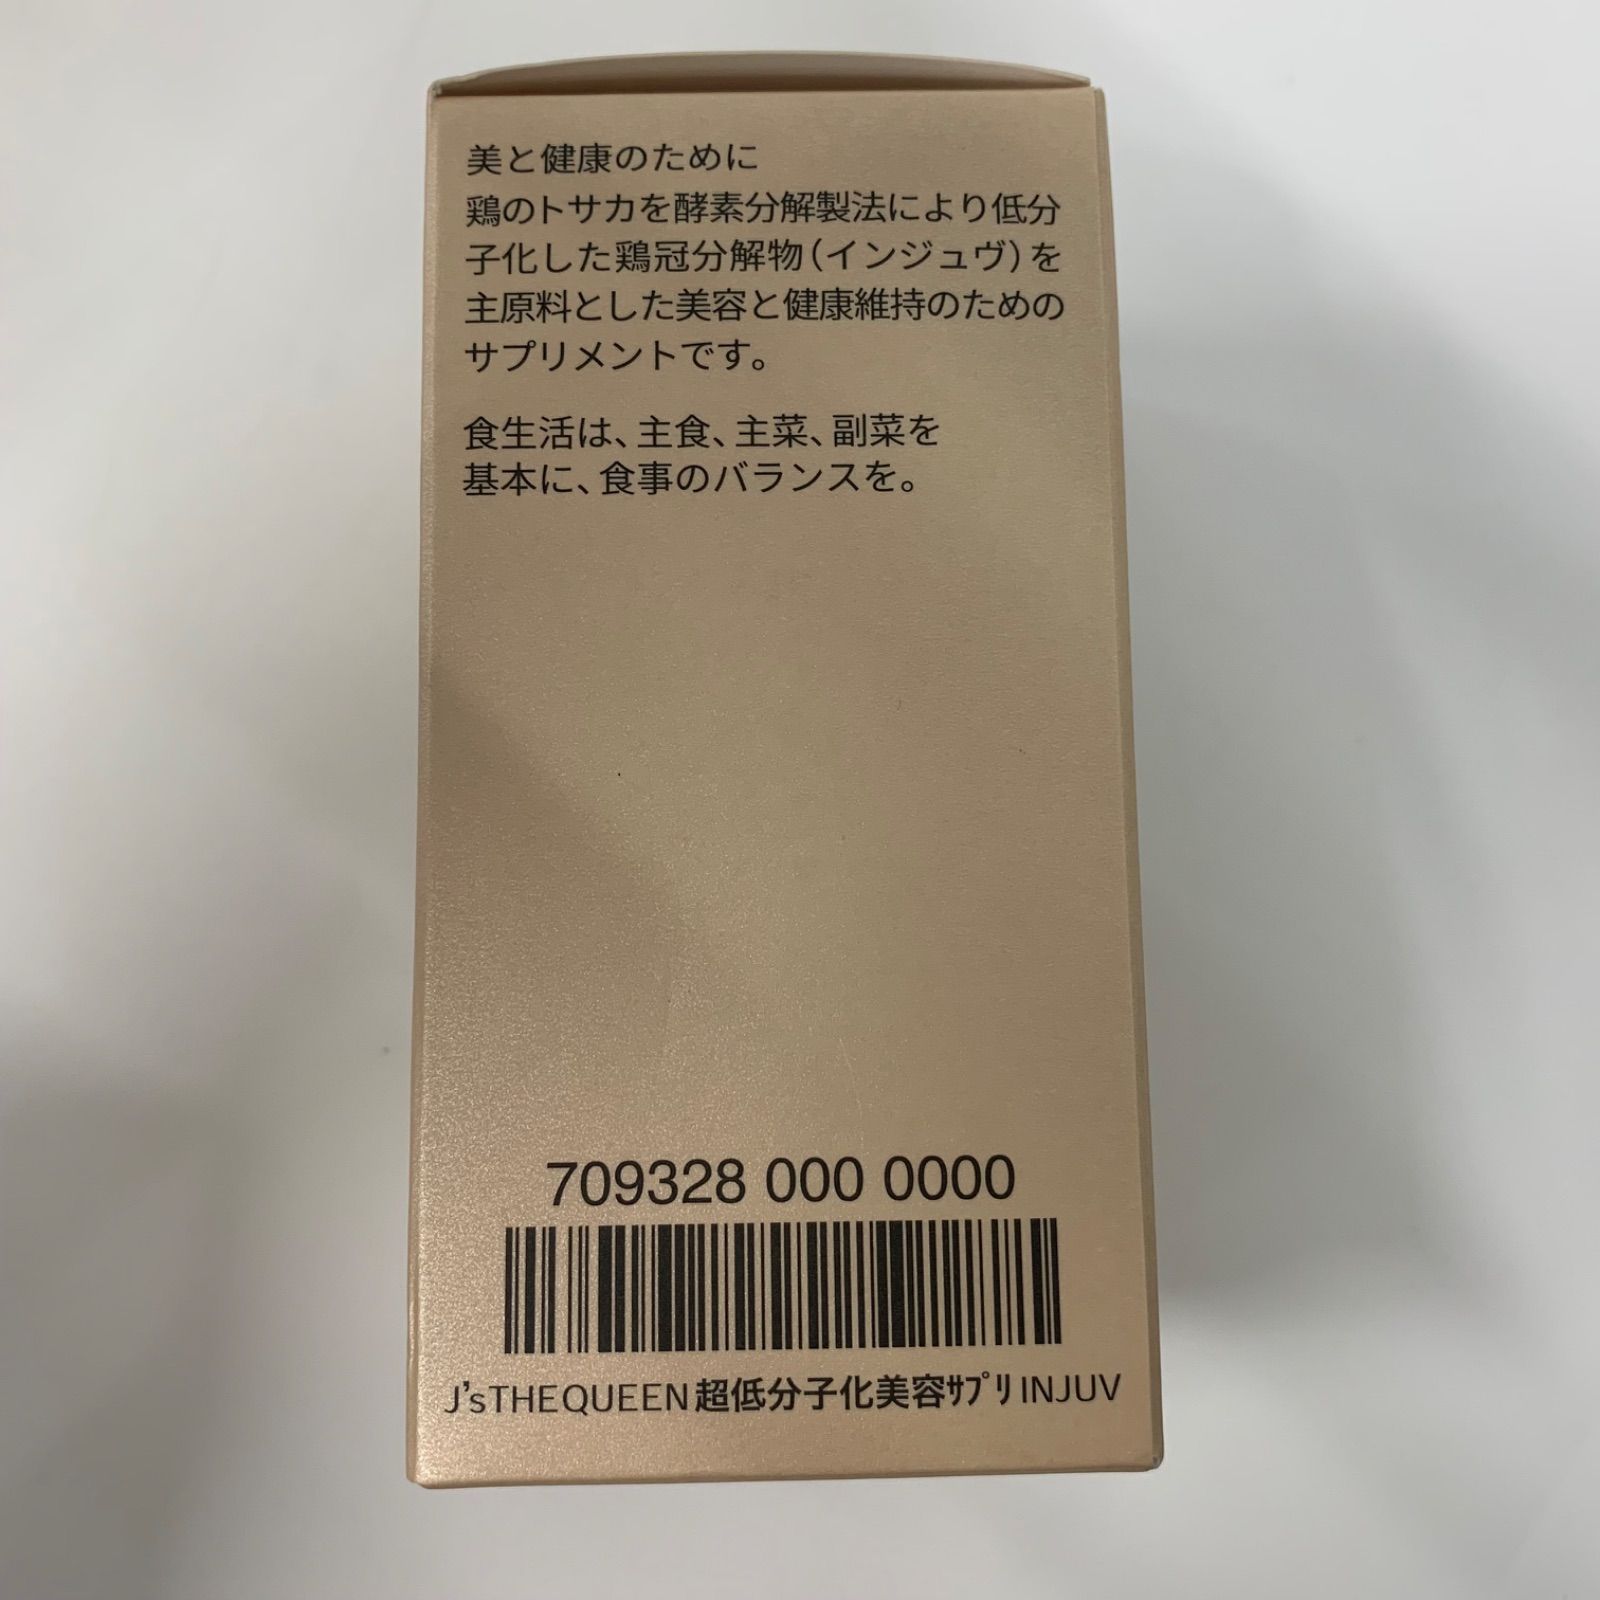 美と健康のために
鶏のトサカを酵素分解製法により低分
子化した鶏冠分解物(インジュヴ)を
主原料とした美容と健康維持のための
サプリメントです。
食生活は、主食、主菜、副菜を
基本に、食事のバランスを。
709328 000 0000
J'sTHEQUEEN超低分子化美容ｻﾌﾟﾘINJUV